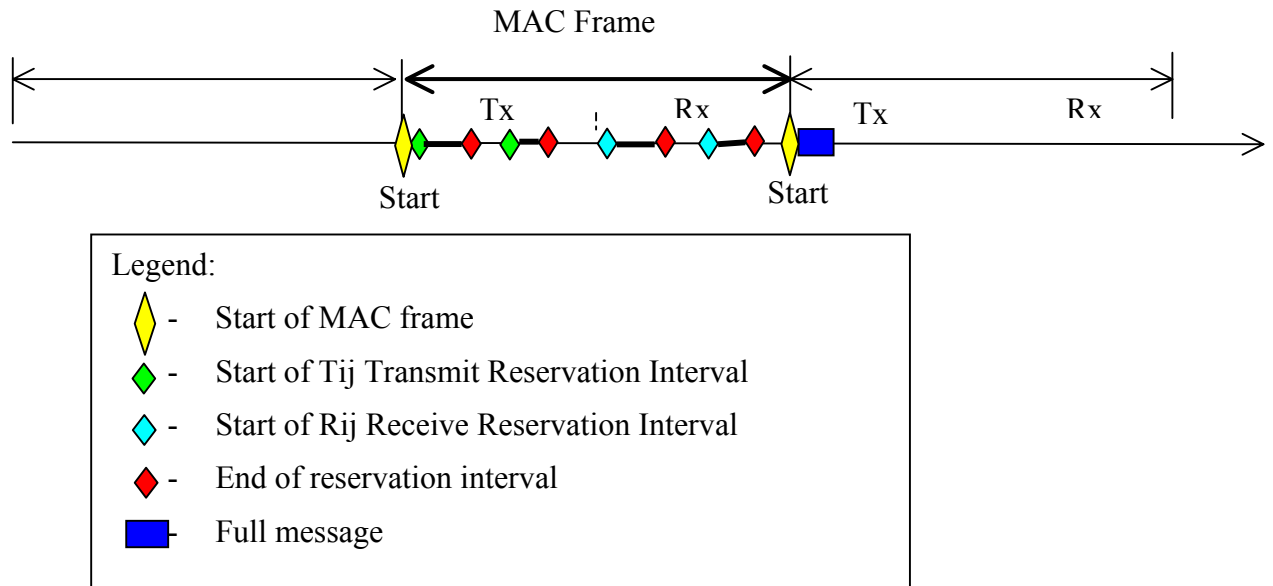 MAC Frame
Tx Rx Tx Rx
Start Start
Legend:
- Start of MAC frame
- Start of Tij Transmit Reservation Interval
- Start of Rij Receive Reservation Interval
- End of reservation interval
- Full message